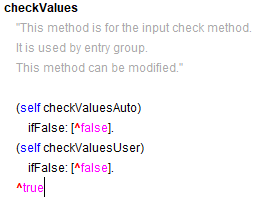 checkValues
"This method is for the input check method.
It is used by entry group.
This method can be modified."
(self checkValuesAuto)
ifFalse: [^false].
(self checkValuesUser)
ifFalse: [^false].
^true